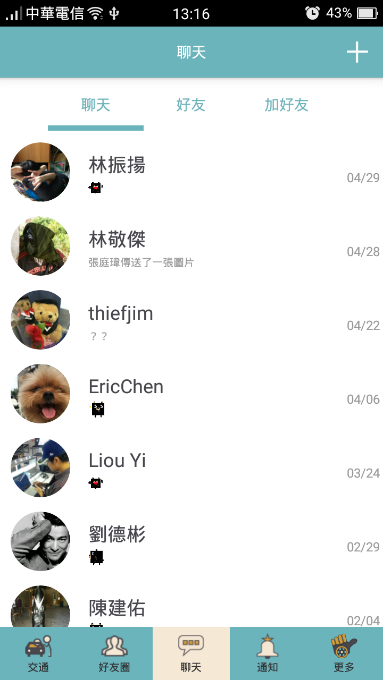 中華電信 13:16 43%
聊天
聊天 好友 加好友
林振揚
04/29
林敬傑
張庭瑋傳送了一張圖片
04/28
thiefjim
？？
04/22
EricChen
04/06
Liou Yi
03/24
劉德彬
02/29
陳建佑
02/04
交通 好友圈 聊天 通知 更多